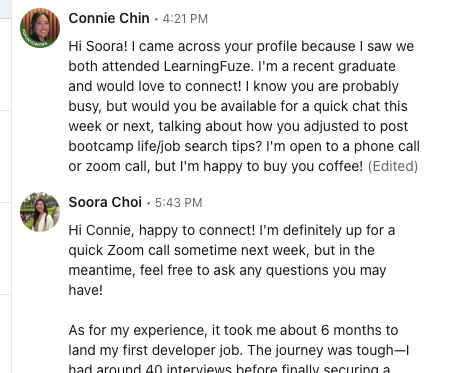 Connie Chin • 4:21 PM
Hi Soora! I came across your profile because I saw we
both attended LearningFuze. I'm a recent graduate
and would love to connect! I know you are probably
busy, but would you be available for a quick chat this
week or next, talking about how you adjusted to post
bootcamp life/job search tips? I'm open to a phone call
or zoom call, but I'm happy to buy you coffee! (Edited)
Soora Choi • 5:43 PM
Hi Connie, happy to connect! I'm definitely up for a
quick Zoom call sometime next week, but in the
meantime, feel free to ask any questions you may
have!
As for my experience, it took me about 6 months to
land my first developer job. The journey was tough—I
had around 40 interviews before finally securing a